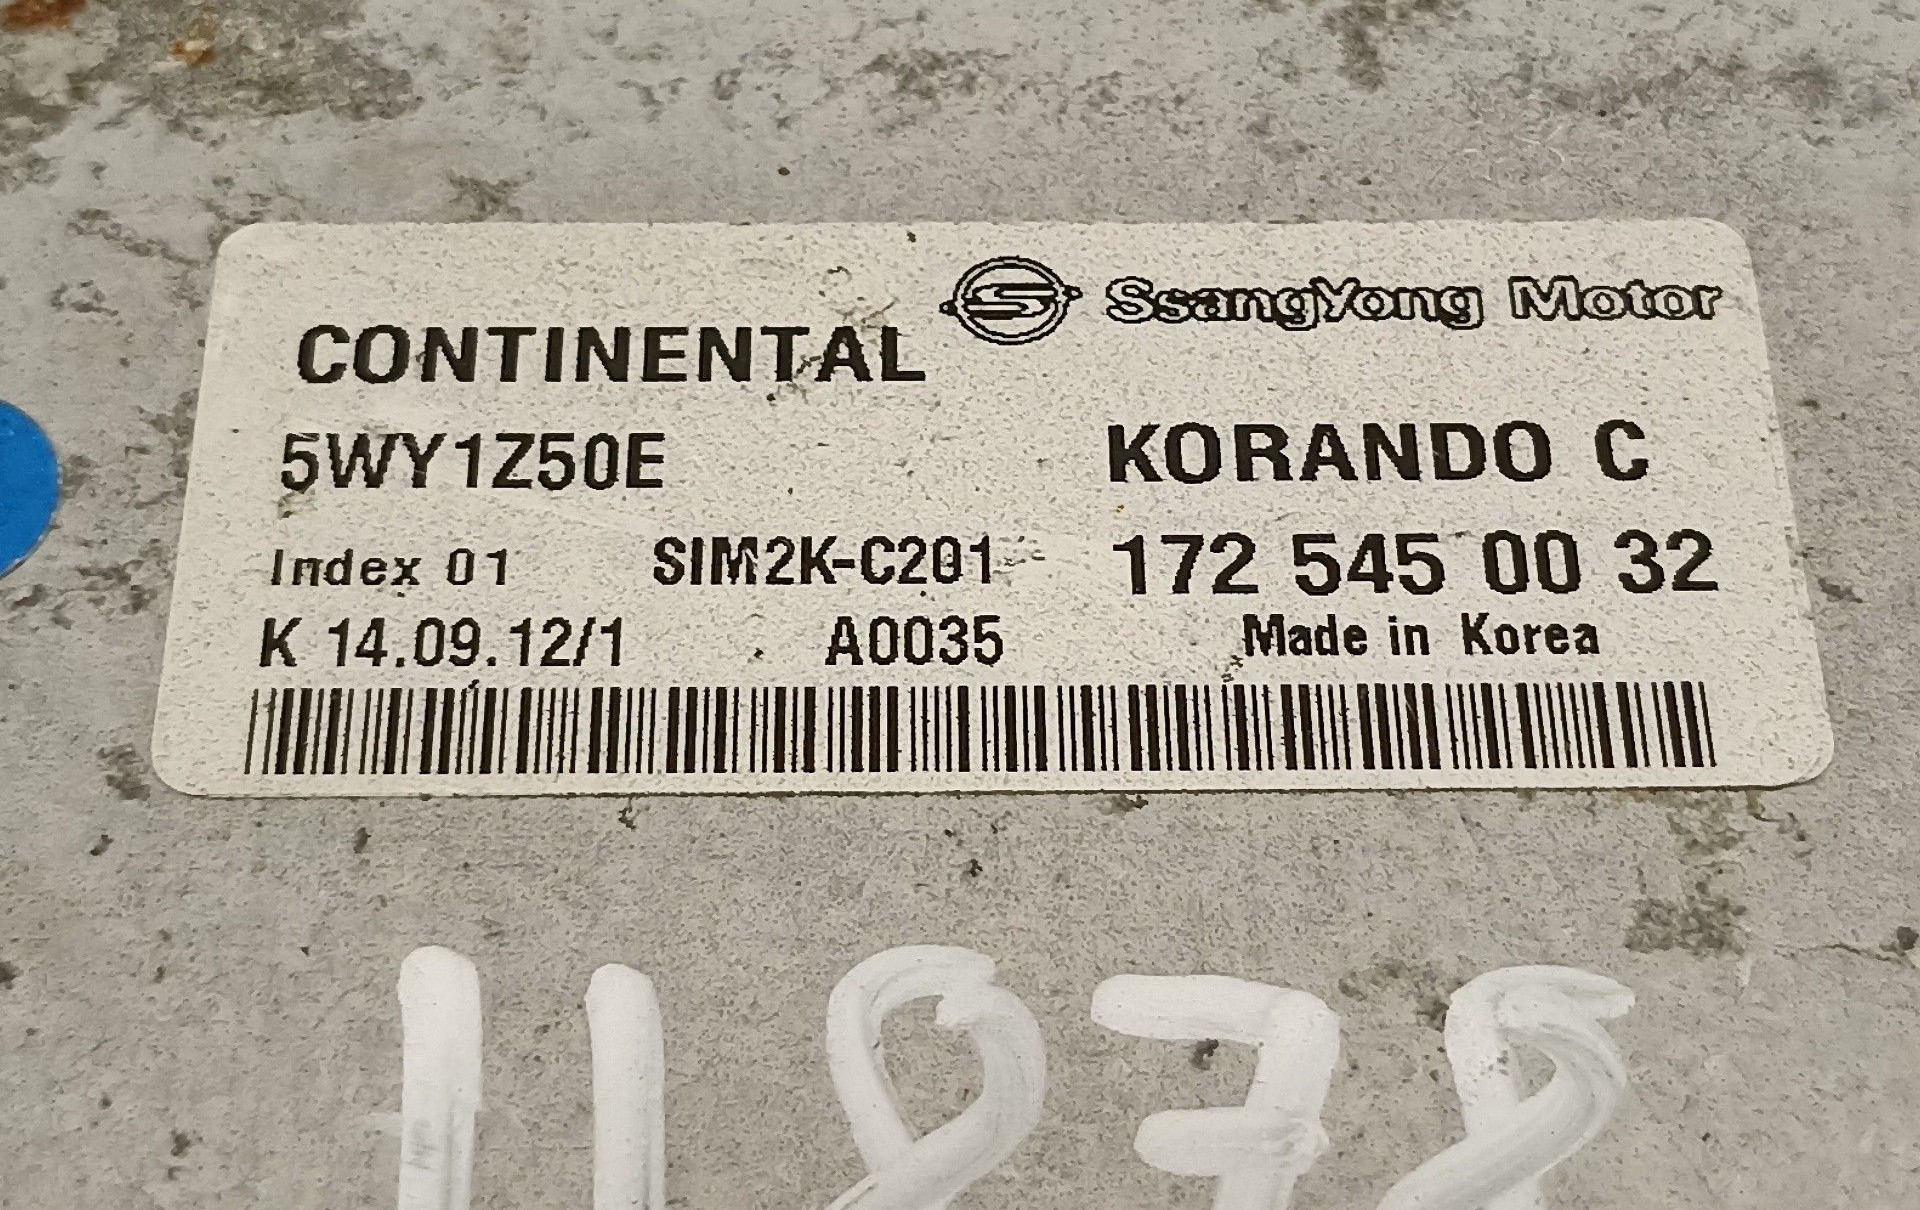 SsangYong Motor
CONTINENTAL
5WY1Z50E KORANDO C
Index 01 SIM2K-C201 172 545 00 32
K 14.09.12/1 A0035 Made in Korea
11878